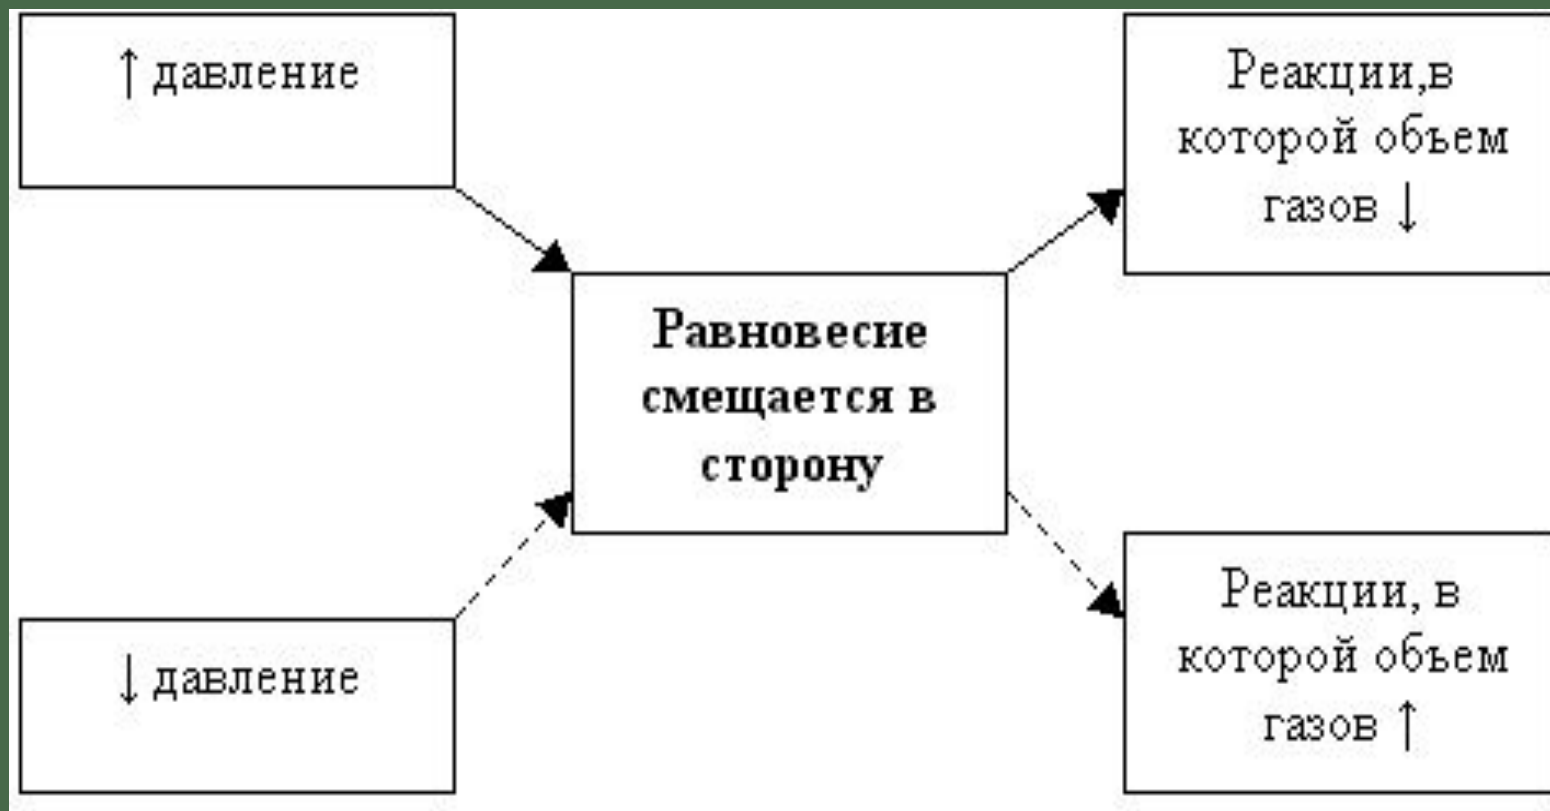 ↑ давление
Реакции,в
которой объем
газов ↓
Равновесие
смещается в
сторону
↓ давление
Реакции, в
которой объем
газов ↑